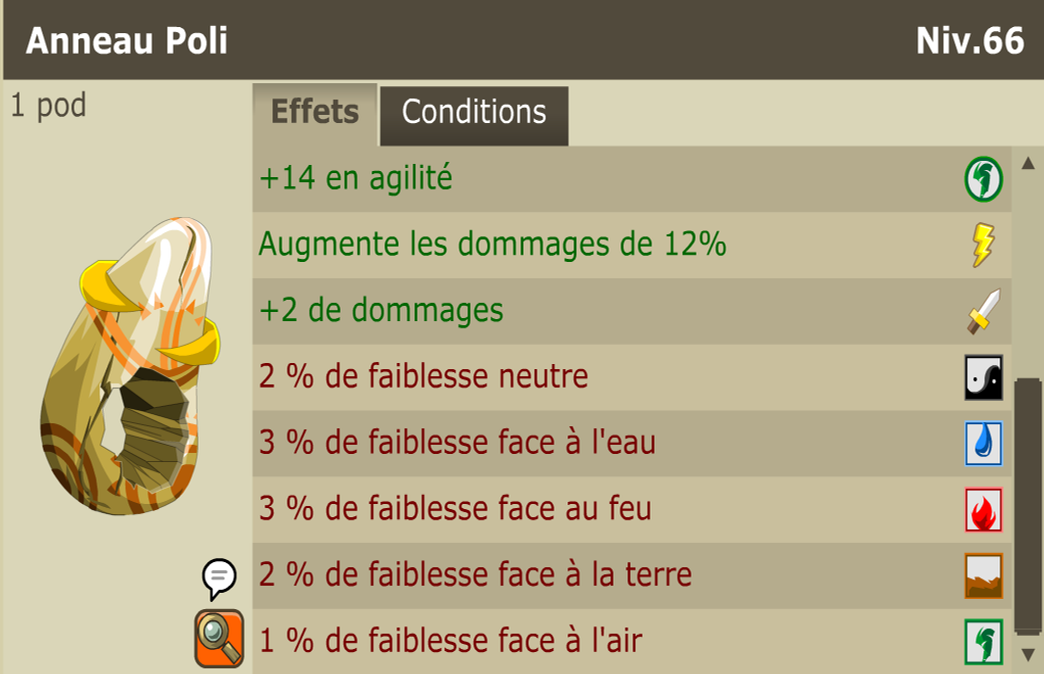 Anneau Poli Niv.66
1 pod
Effets Conditions
+14 en agilité
Augmente les dommages de 12%
+2 de dommages
2 % de faiblesse neutre
3 % de faiblesse face à l'eau
3 % de faiblesse face au feu
2 % de faiblesse face à la terre
1 % de faiblesse face à l'air